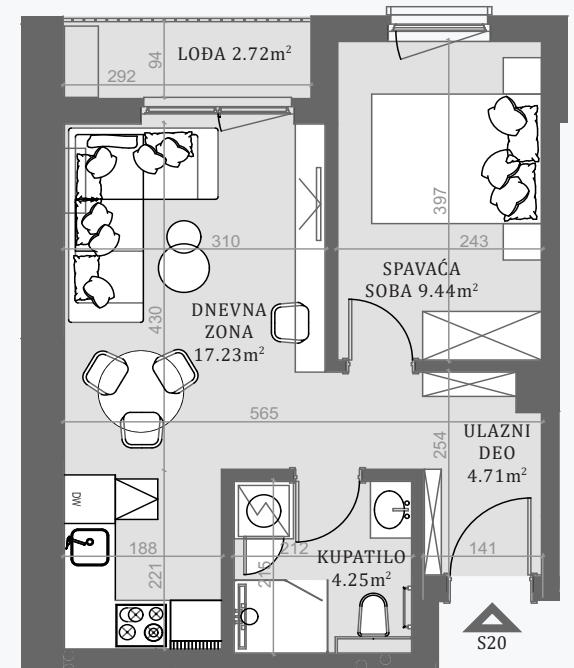 LOĐA 2.72m²
94
292
310
397
243
SPAVAĆA
SOBA 9.44m²
DNEVNA
ZONA
17.23m²
430
565
254
ULAZNI
DEO
4.71m²
DW
188
221
212
215
KUPATILO
4.25m²
141
S20